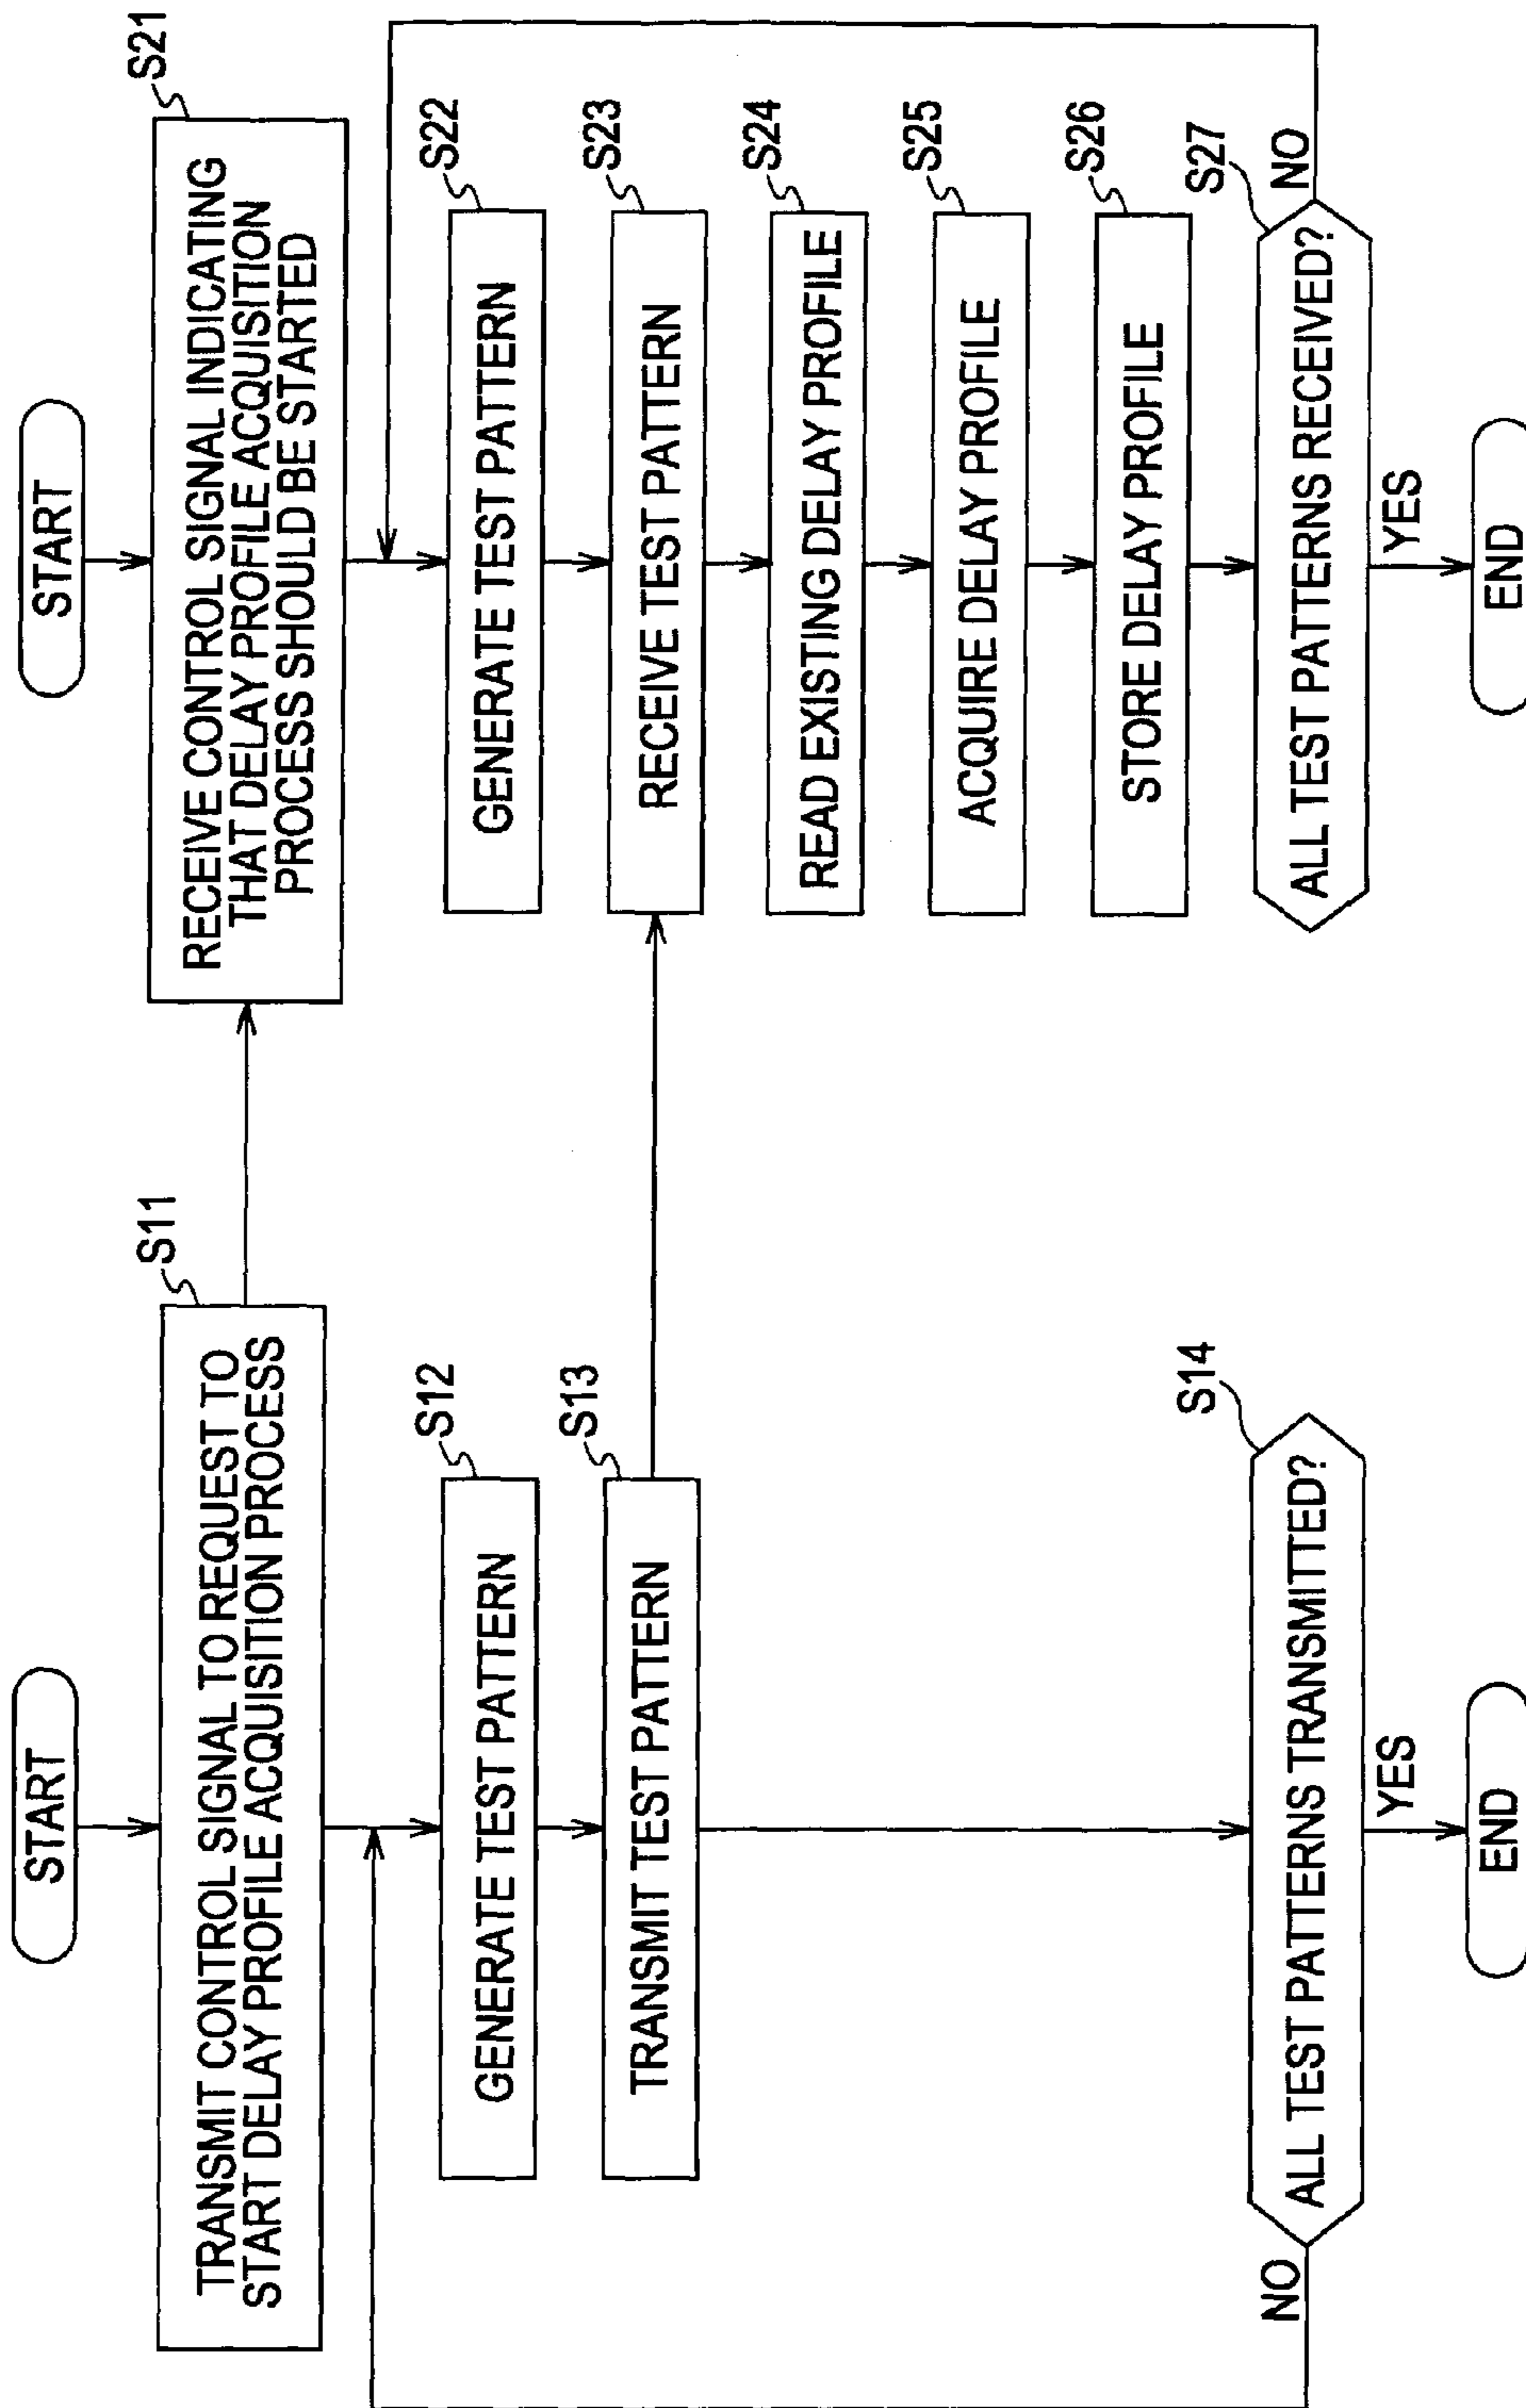 START
S11
TRANSMIT CONTROL SIGNAL TO REQUEST TO
START DELAY PROFILE ACQUISITION PROCESS
S12
GENERATE TEST PATTERN
S13
TRANSMIT TEST PATTERN
S14
ALL TEST PATTERNS TRANSMITTED?
NO
YES
END
START
S21
RECEIVE CONTROL SIGNAL INDICATING
THAT DELAY PROFILE ACQUISITION
PROCESS SHOULD BE STARTED
S22
GENERATE TEST PATTERN
S23
RECEIVE TEST PATTERN
S24
READ EXISTING DELAY PROFILE
S25
ACQUIRE DELAY PROFILE
S26
STORE DELAY PROFILE
S27
ALL TEST PATTERNS RECEIVED?
NO
YES
END